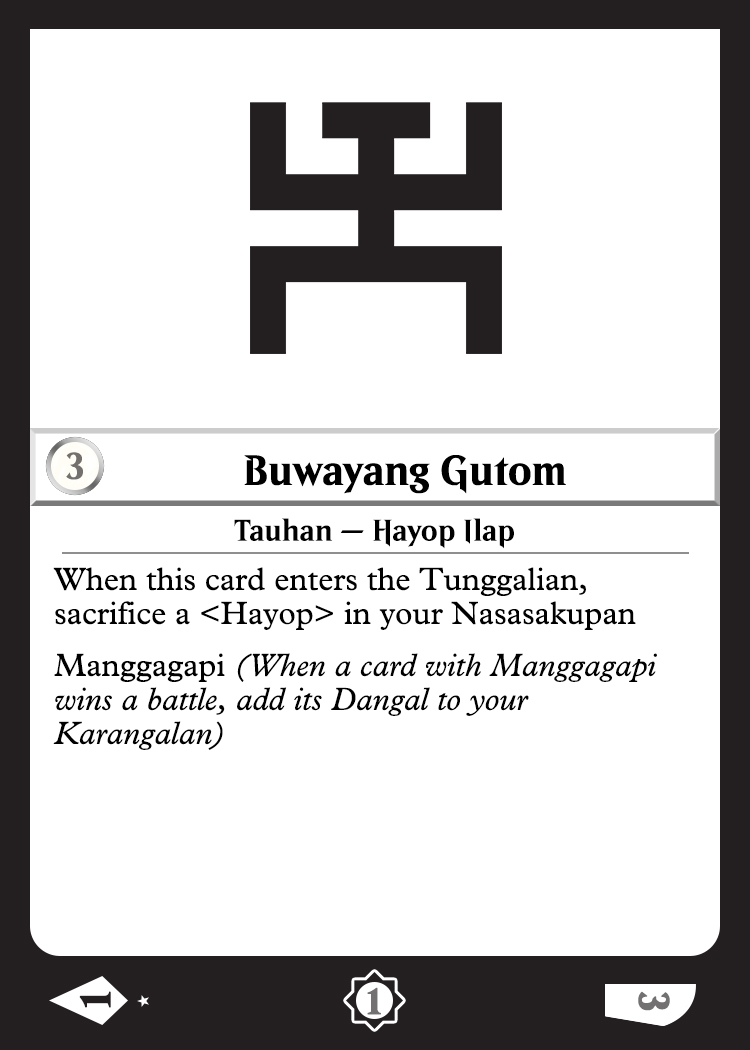 3
Buwayang Gutom
Tauhan — Hayop Ilap
When this card enters the Tunggalian,
sacrifice a <Hayop> in your Nasasakupan
Manggagapi (When a card with Manggagapi
wins a battle, add its Dangal to your
Karangalan)
1
1
3